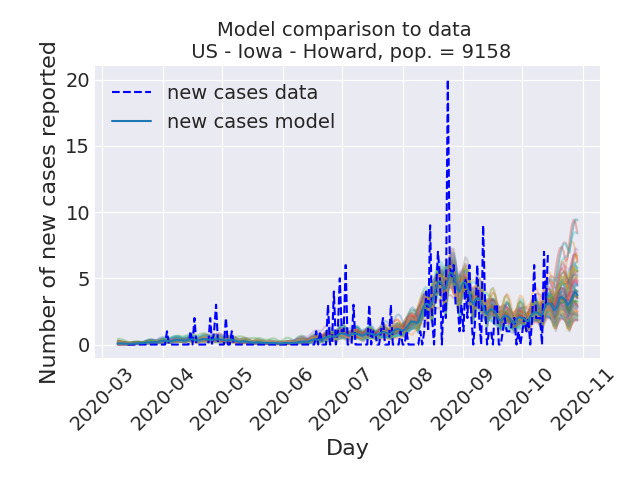 Model comparison to data
US - Iowa - Howard, pop. = 9158
Number of new cases reported
20
15
10
5
0
new cases data
new cases model
2020-03
2020-04
2020-05
2020-06
2020-07
2020-08
2020-09
2020-10
2020-11
Day